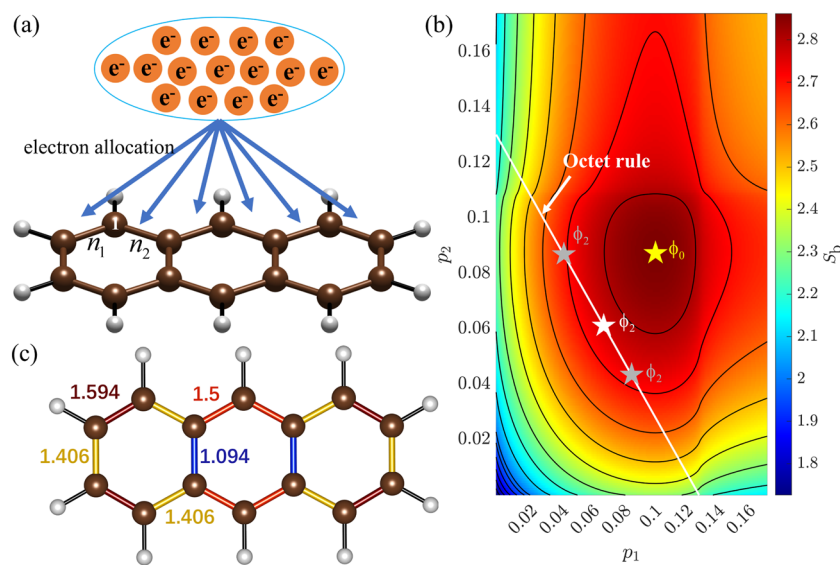 (a)
e⁻ e⁻ e⁻ e⁻
e⁻ e⁻ e⁻ e⁻ e⁻ e⁻ e⁻
e⁻ e⁻ e⁻ e⁻
electron allocation
1
n₁ n₂
(b)
0.16
0.14
0.12
0.1
0.08
0.06
0.04
0.02
p₂
Octet rule
ϕ₂
ϕ₀
ϕ₂
ϕ₂
0.02 0.04 0.06 0.08 0.1 0.12 0.14 0.16
p₁
2.8
2.7
2.6
2.5
2.4
2.3
2.2
2.1
2
1.9
1.8
S_b
(c)
1.594 1.5
1.406 1.094
1.406